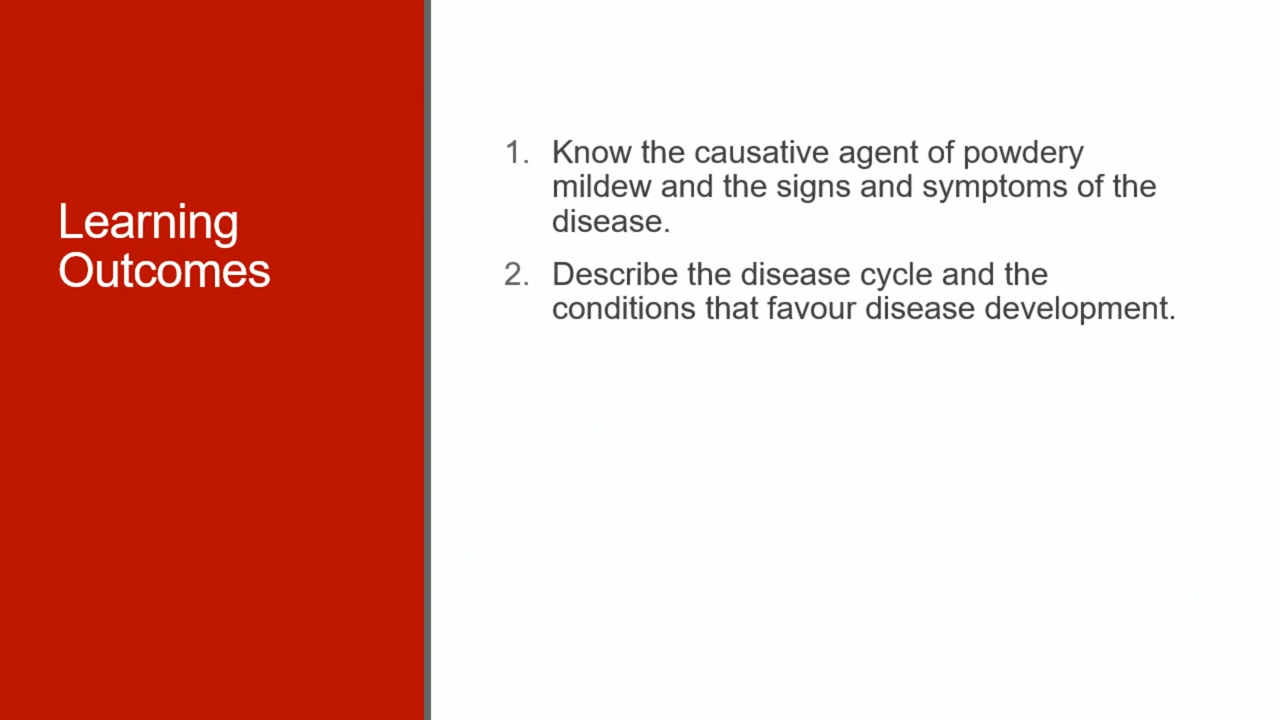 Learning
Outcomes
1. Know the causative agent of powdery
mildew and the signs and symptoms of the
disease.
2. Describe the disease cycle and the
conditions that favour disease development.